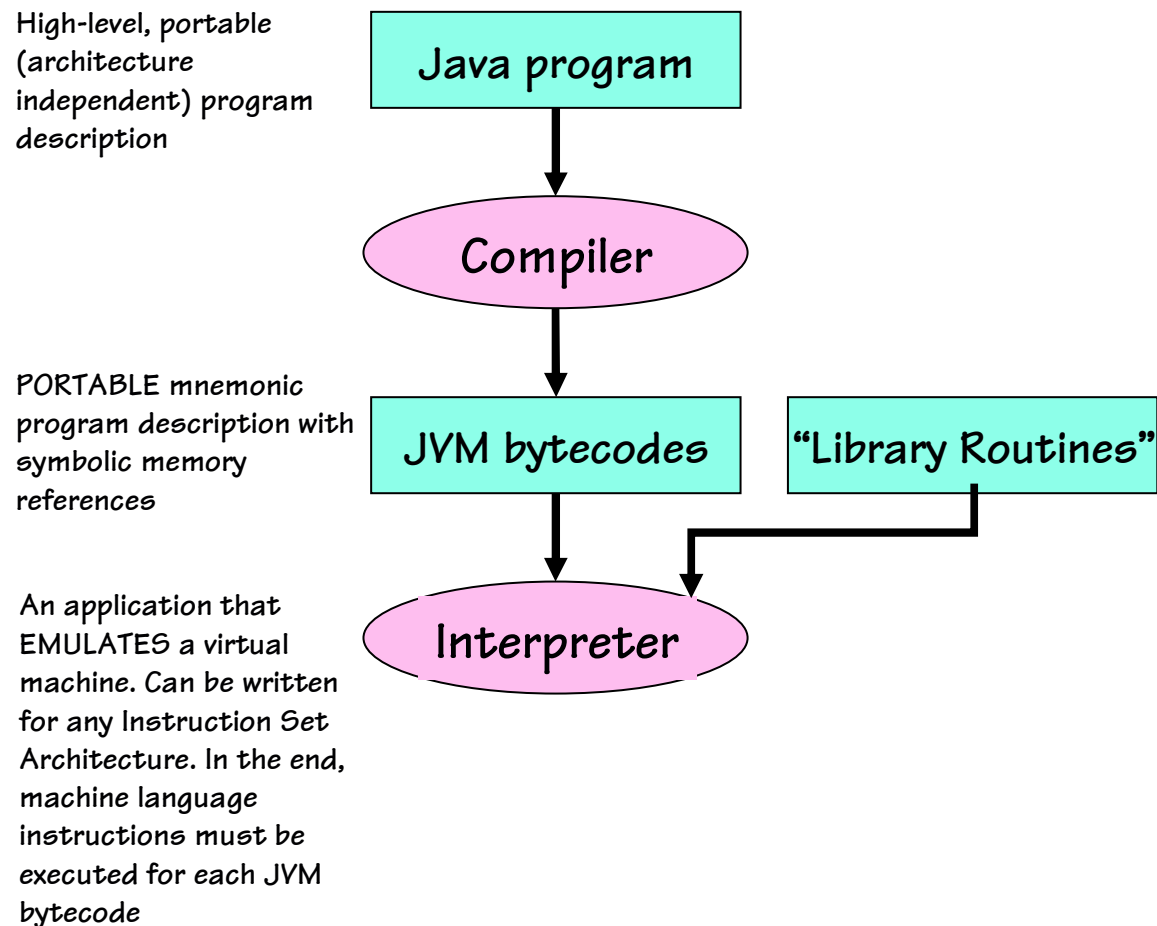 High-level, portable
(architecture
independent) program
description
Java program
Compiler
PORTABLE mnemonic
program description with
symbolic memory
references
JVM bytecodes
“Library Routines”
An application that
EMULATES a virtual
machine. Can be written
for any Instruction Set
Architecture. In the end,
machine language
instructions must be
executed for each JVM
bytecode
Interpreter